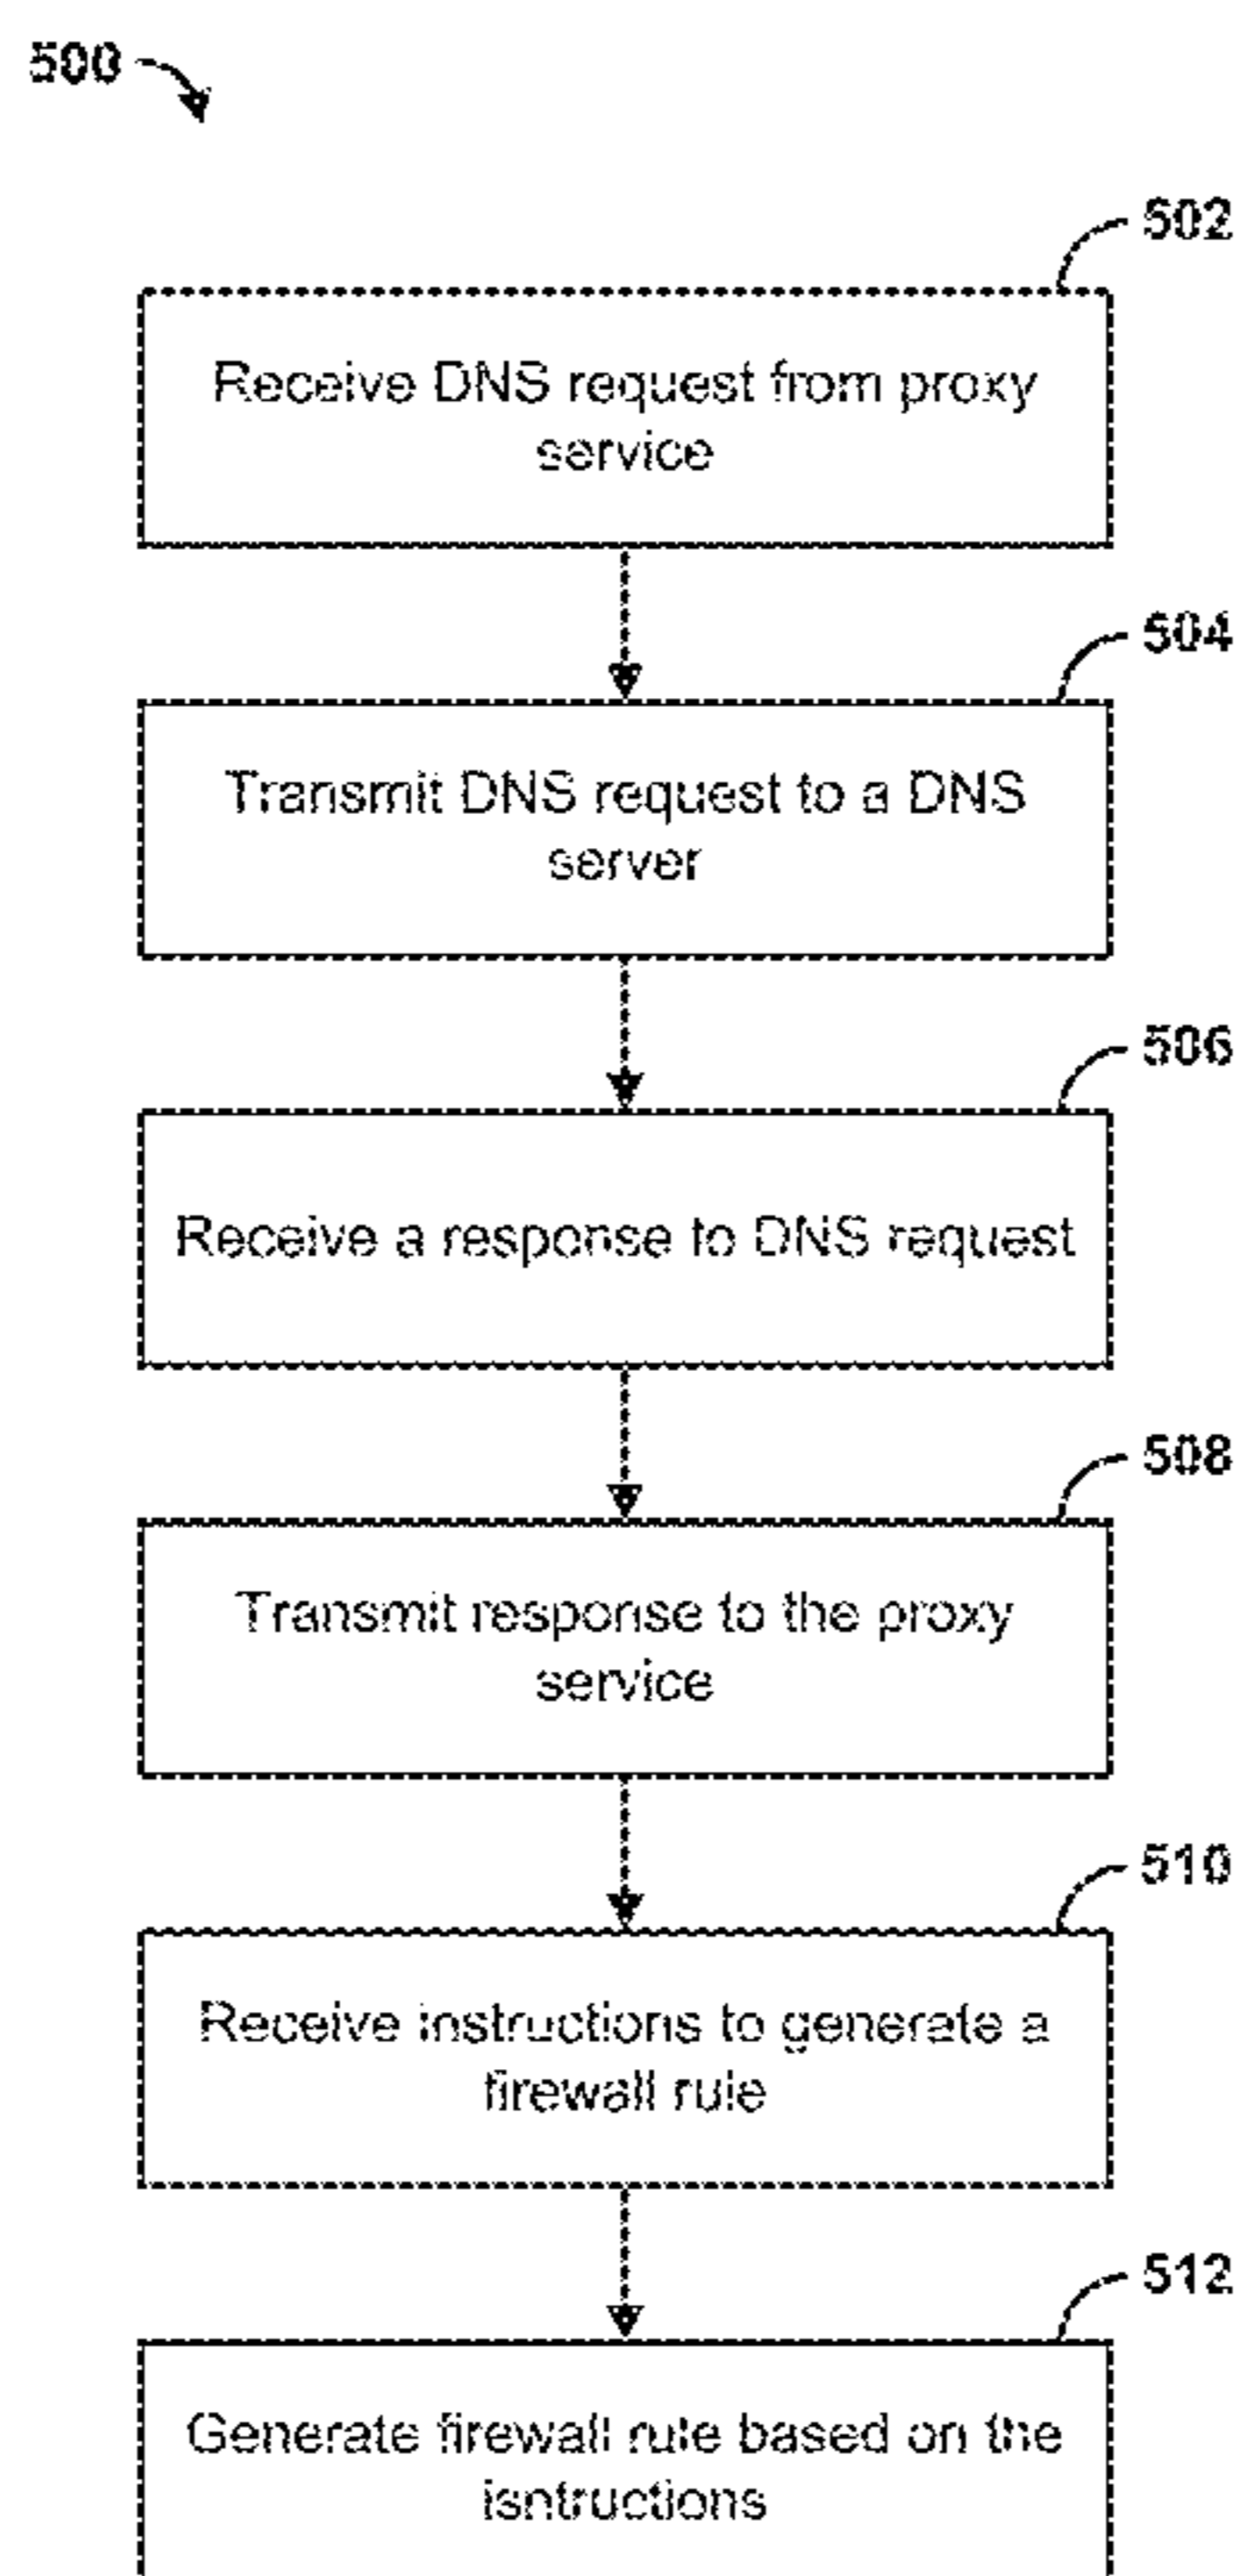 500
502
Receive DNS request from proxy
service
504
Transmit DNS request to a DNS
server
506
Receive a response to DNS request
508
Transmit response to the proxy
service
510
Receive instructions to generate a
firewall rule
512
Generate firewall rule based on the
isntructions